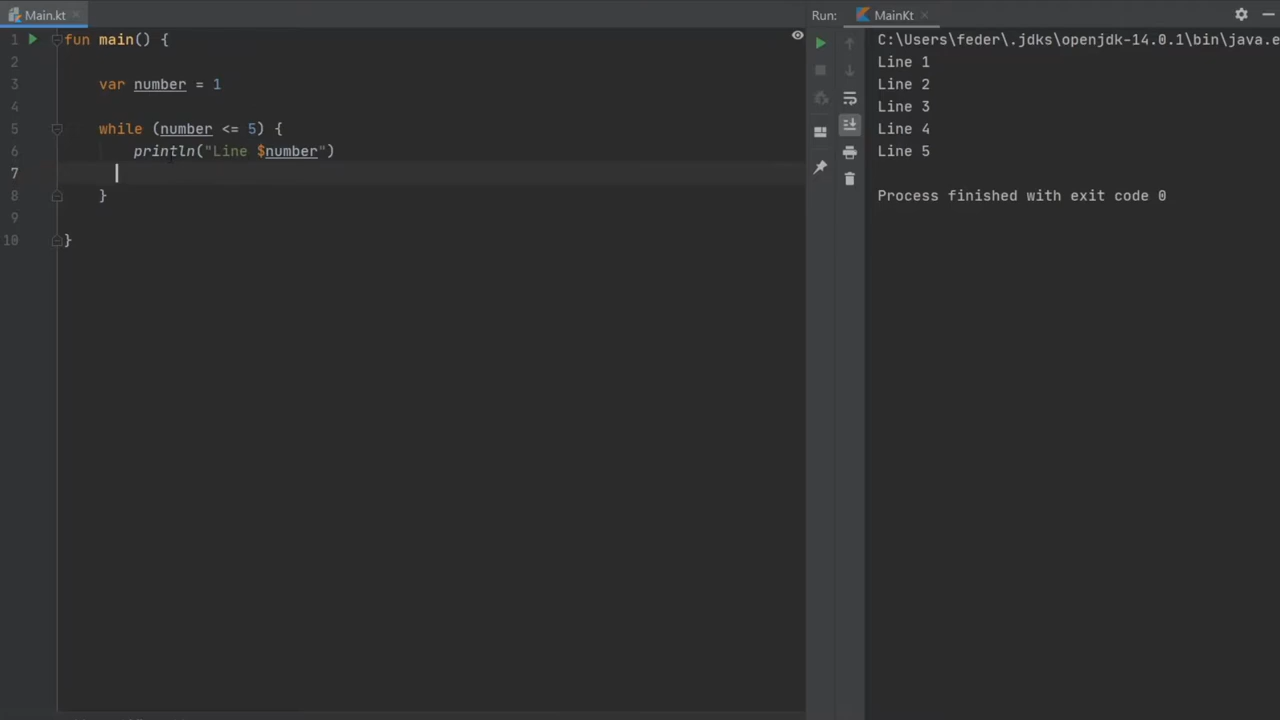 Main.kt
1 fun main() {
2
3 var number = 1
4
5 while (number <= 5) {
6 println("Line $number")
7
8 }
9
10 }
Run: MainKt
C:\Users\feder\.jdks\openjdk-14.0.1\bin\java.e
Line 1
Line 2
Line 3
Line 4
Line 5
Process finished with exit code 0